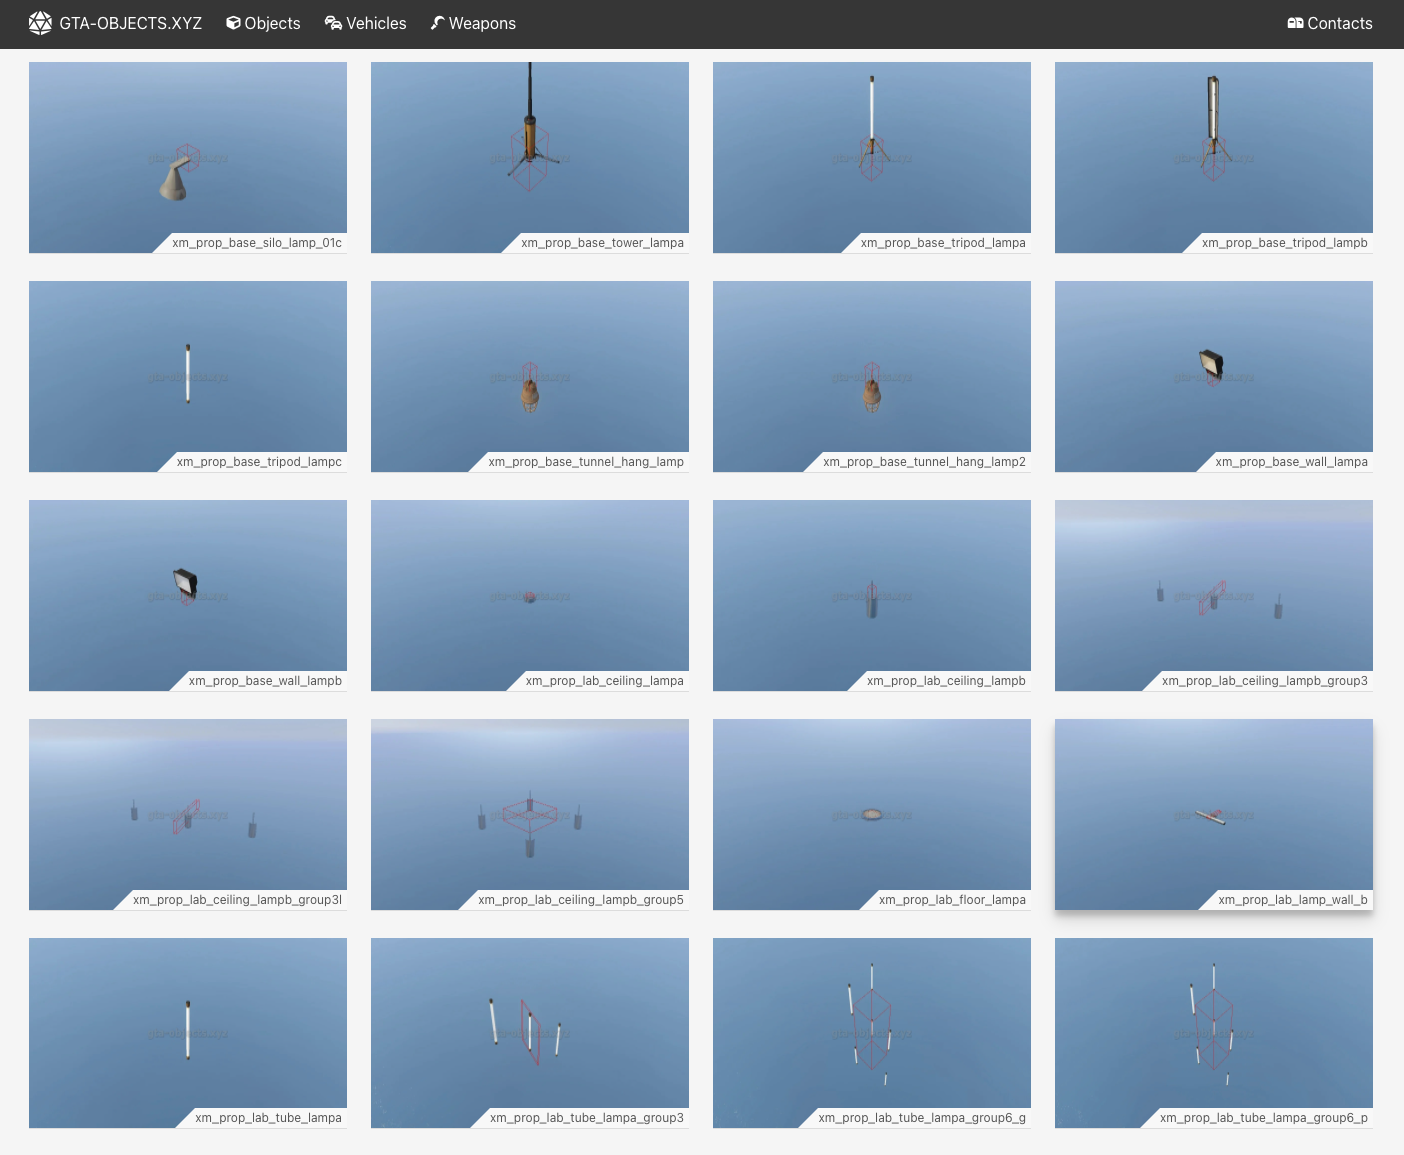 GTA-OBJECTS.XYZ Objects Vehicles Weapons Contacts
xm_prop_base_silo_lamp_01c
xm_prop_base_tower_lampa
xm_prop_base_tripod_lampa
xm_prop_base_tripod_lampb
xm_prop_base_tripod_lampc
xm_prop_base_tunnel_hang_lamp
xm_prop_base_tunnel_hang_lamp2
xm_prop_base_wall_lampa
xm_prop_base_wall_lampb
xm_prop_lab_ceiling_lampa
xm_prop_lab_ceiling_lampb
xm_prop_lab_ceiling_lampb_group3
xm_prop_lab_ceiling_lampb_group3l
xm_prop_lab_ceiling_lampb_group5
xm_prop_lab_floor_lampa
xm_prop_lab_lamp_wall_b
xm_prop_lab_tube_lampa
xm_prop_lab_tube_lampa_group3
xm_prop_lab_tube_lampa_group6_g
xm_prop_lab_tube_lampa_group6_p